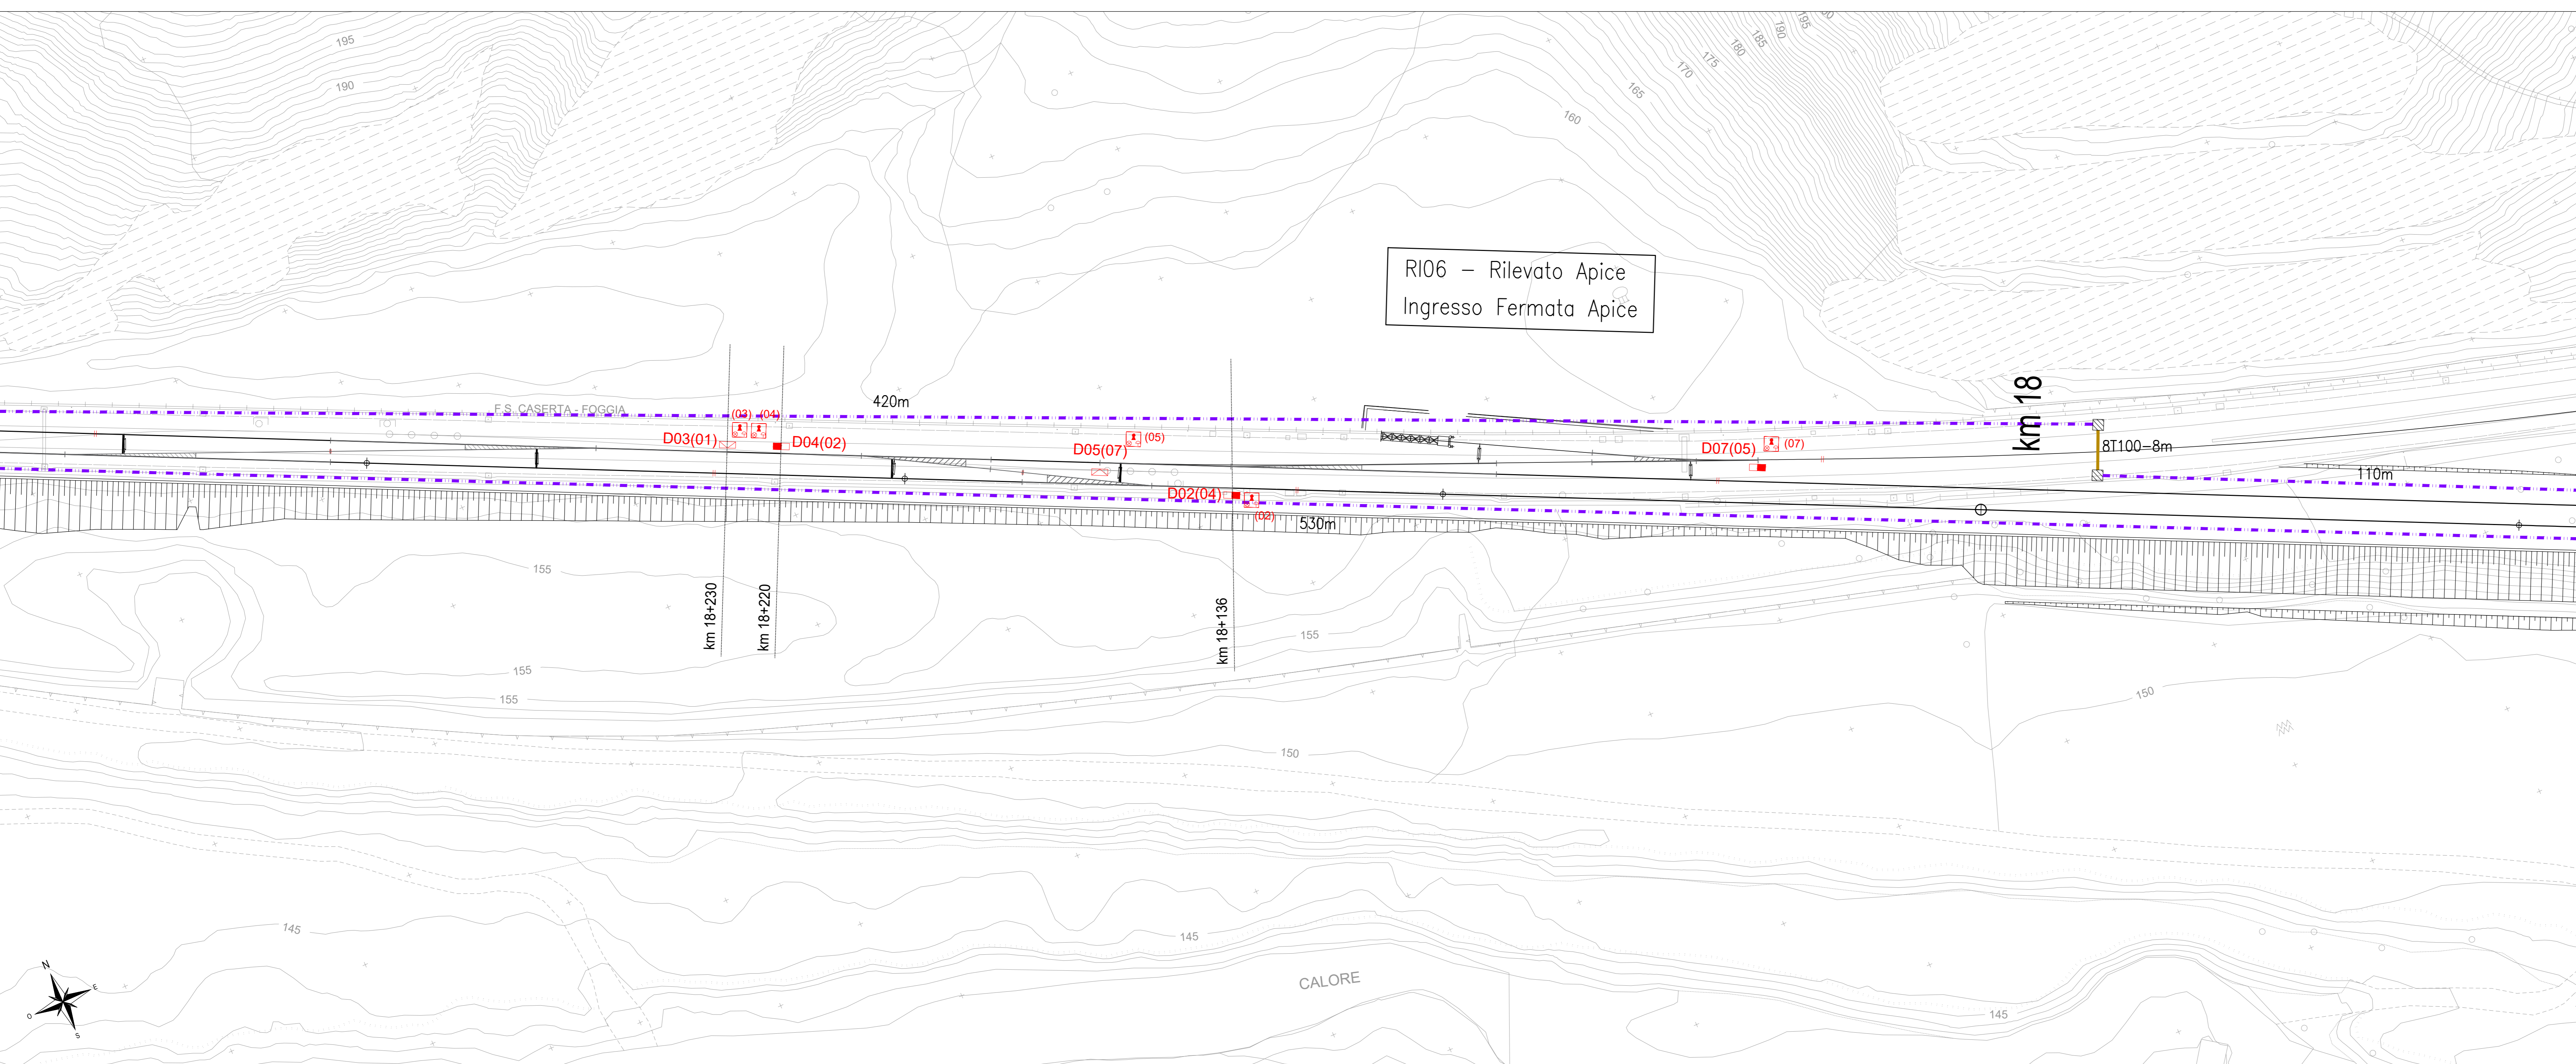 195
190
195
190
185
180
175
170
165
160
RI06 – Rilevato Apice
Ingresso Fermata Apice
km 18
F.S. CASERTA - FOGGIA
420m
(03) (04)
D03(01)
D04(02)
D05(07)
(05)
D07(05)
(07)
8T100-8m
110m
D02(04)
(02)
530m
155
km 18+230
km 18+220
km 18+136
155
155
155
150
150
145
145
145
CALORE
N
E
O
S